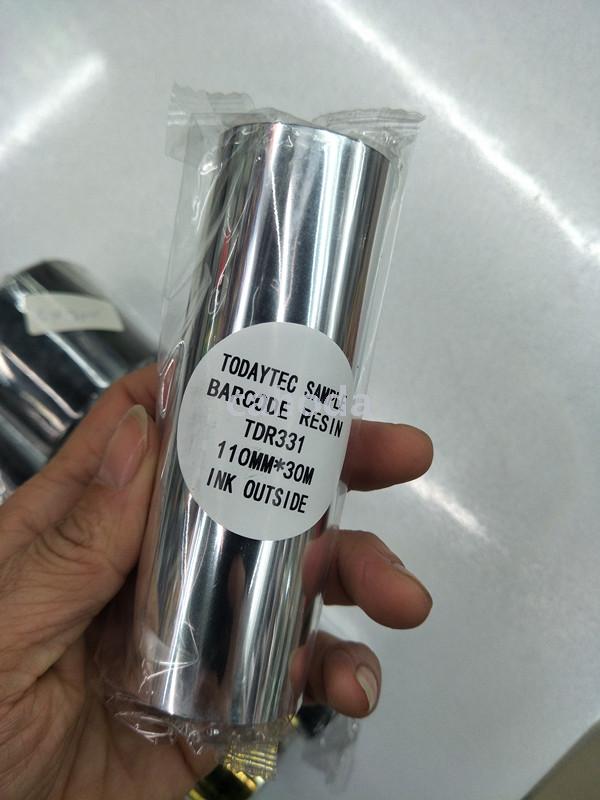 TODAYTEC SAMPLE
BARCODE RESIN
TDR331
110MM*30M
INK OUTSIDE